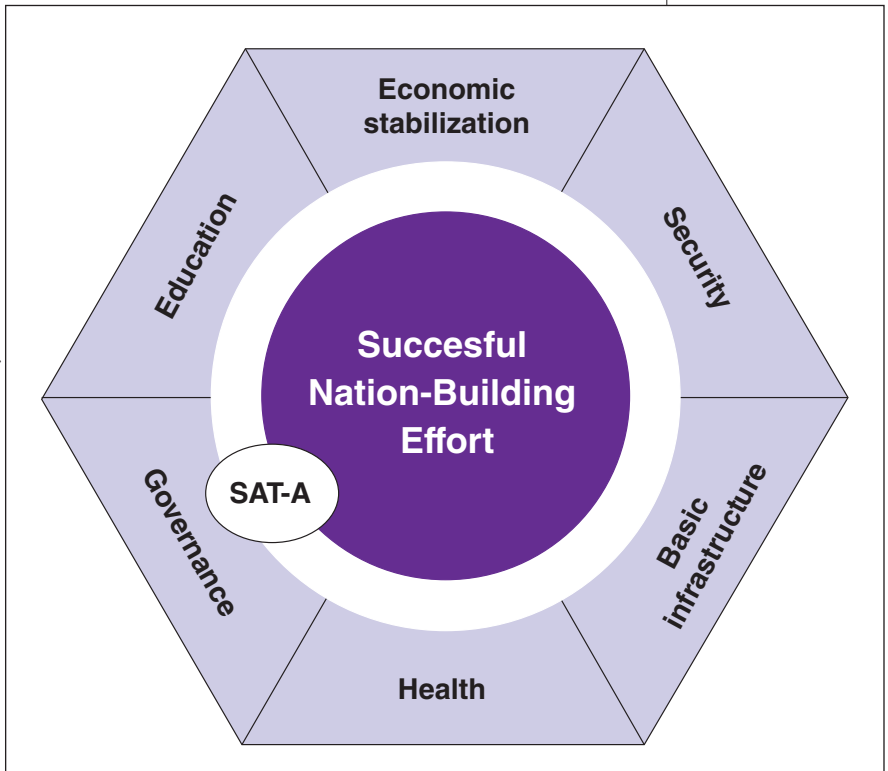 Economic
stabilization
Education
Security
Succesful
Nation-Building
Effort
SAT-A
Governance
Basic
infrastructure
Health